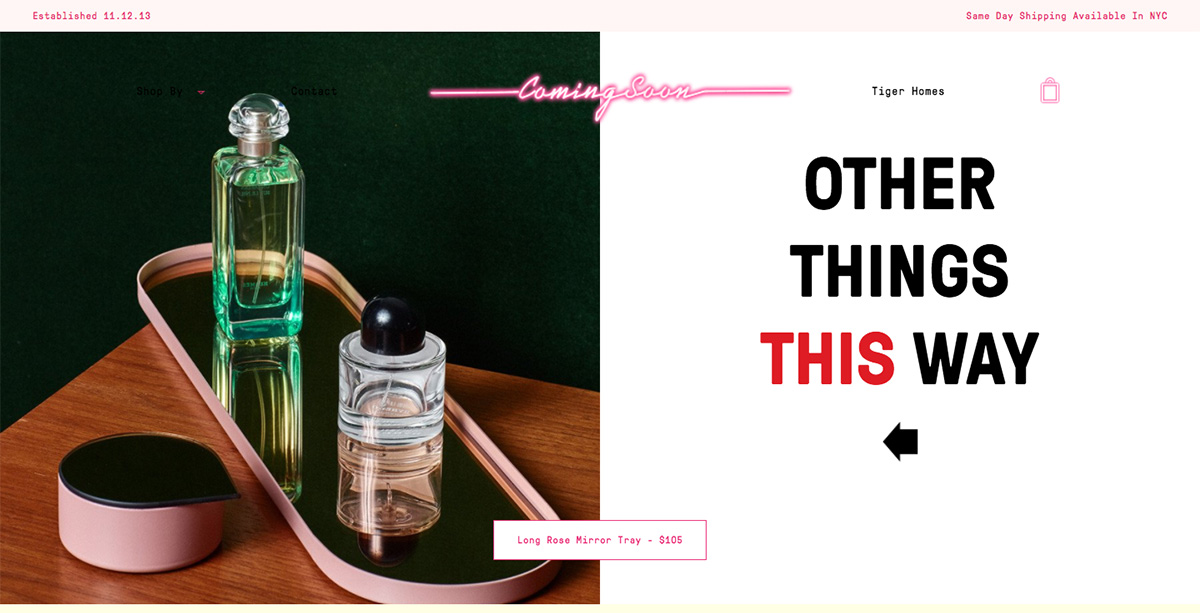 Established 11.12.13
Same Day Shipping Available In NYC
Shop By
Contact
Coming Soon
Tiger Homes
OTHER
THINGS
THIS WAY
Long Rose Mirror Tray - $105